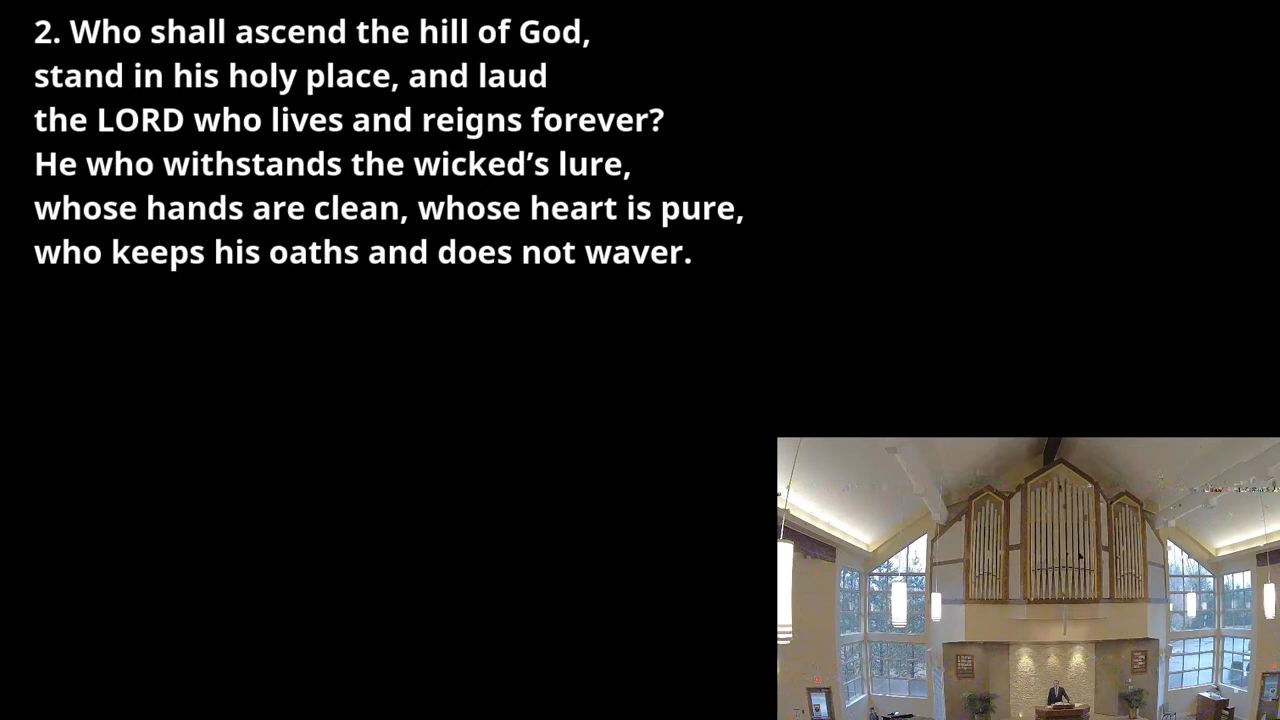 2. Who shall ascend the hill of God,
stand in his holy place, and laud
the LORD who lives and reigns forever?
He who withstands the wicked’s lure,
whose hands are clean, whose heart is pure,
who keeps his oaths and does not waver.